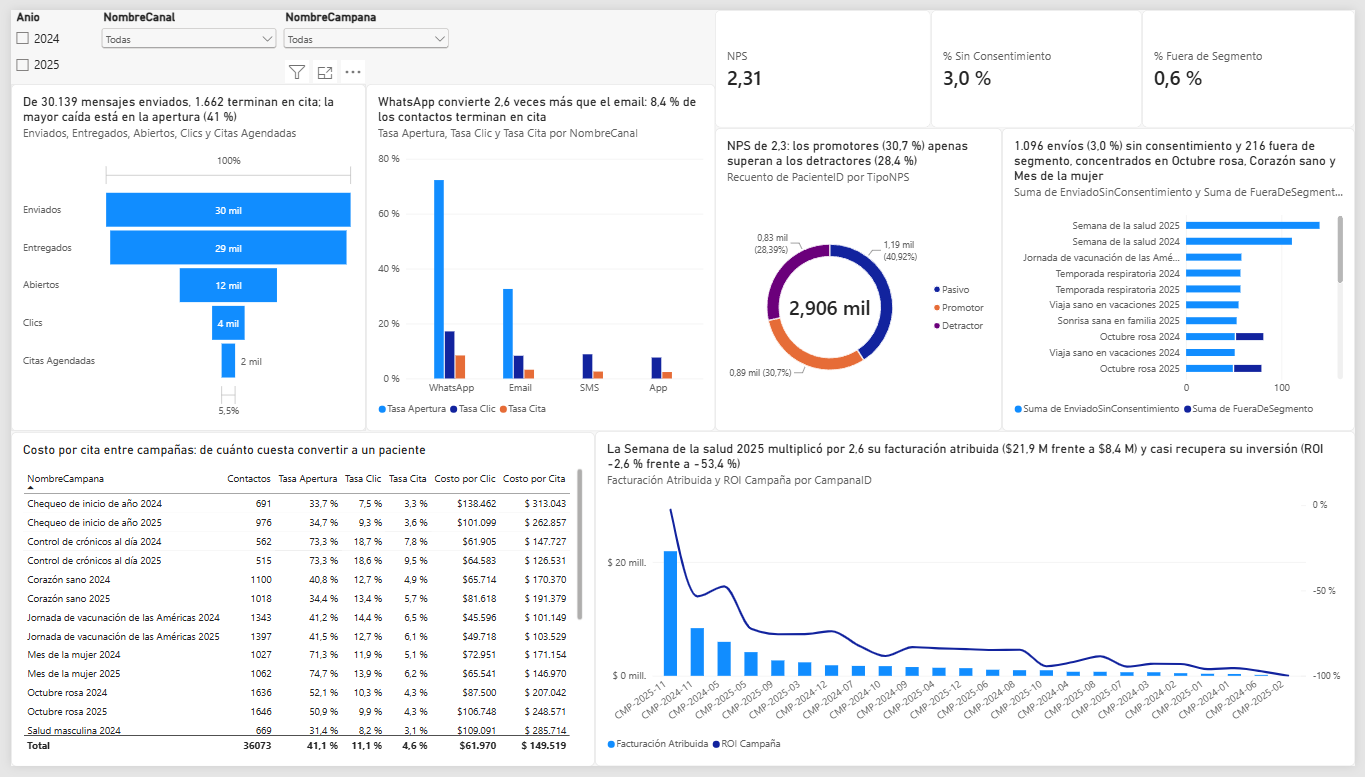 Anio
2024
2025
NombreCanal
Todas
NombreCampana
Todas
NPS
2,31
% Sin Consentimiento
3,0 %
% Fuera de Segmento
0,6 %
De 30.139 mensajes enviados, 1.662 terminan en cita; la
mayor caída está en la apertura (41 %)
Enviados, Entregados, Abiertos, Clics y Citas Agendadas
100%
Enviados
30 mil
Entregados
29 mil
Abiertos
12 mil
Clics
4 mil
Citas Agendadas
2 mil
5,5%
WhatsApp convierte 2,6 veces más que el email: 8,4 % de
los contactos terminan en cita
Tasa Apertura, Tasa Clic y Tasa Cita por NombreCanal
80 %
60 %
40 %
20 %
0 %
WhatsApp Email SMS App
Tasa Apertura Tasa Clic Tasa Cita
NPS de 2,3: los promotores (30,7 %) apenas
superan a los detractores (28,4 %)
Recuento de PacienteID por TipoNPS
0,83 mil
(28,39%)
1,19 mil
(40,92%)
2,906 mil
0,89 mil (30,7%)
Pasivo
Promotor
Detractor
1.096 envíos (3,0 %) sin consentimiento y 216 fuera de
segmento, concentrados en Octubre rosa, Corazón sano y
Mes de la mujer
Suma de EnviadoSinConsentimiento y Suma de FueraDeSegment...
Semana de la salud 2025
Semana de la salud 2024
Jornada de vacunación de las Amé...
Temporada respiratoria 2024
Temporada respiratoria 2025
Viaja sano en vacaciones 2025
Sonrisa sana en familia 2025
Octubre rosa 2024
Viaja sano en vacaciones 2024
Octubre rosa 2025
0 100
Suma de EnviadoSinConsentimiento Suma de FueraDeSegmento
Costo por cita entre campañas: de cuánto cuesta convertir a un paciente
NombreCampana Contactos Tasa Apertura Tasa Clic Tasa Cita Costo por Clic Costo por Cita
Chequeo de inicio de año 2024 691 33,7 % 7,5 % 3,3 % $138.462 $ 313.043
Chequeo de inicio de año 2025 976 34,7 % 9,3 % 3,6 % $101.099 $ 262.857
Control de crónicos al día 2024 562 73,3 % 18,7 % 7,8 % $61.905 $ 147.727
Control de crónicos al día 2025 515 73,3 % 18,6 % 9,5 % $64.583 $ 126.531
Corazón sano 2024 1100 40,8 % 12,7 % 4,9 % $65.714 $ 170.370
Corazón sano 2025 1018 34,4 % 13,4 % 5,7 % $81.618 $ 191.379
Jornada de vacunación de las Américas 2024 1343 41,2 % 14,4 % 6,5 % $45.596 $ 101.149
Jornada de vacunación de las Américas 2025 1397 41,5 % 12,7 % 6,1 % $49.718 $ 103.529
Mes de la mujer 2024 1027 71,3 % 11,9 % 5,1 % $72.951 $ 171.154
Mes de la mujer 2025 1062 74,7 % 13,9 % 6,2 % $65.541 $ 146.970
Octubre rosa 2024 1636 52,1 % 10,3 % 4,3 % $87.500 $ 207.042
Octubre rosa 2025 1646 50,9 % 9,9 % 4,3 % $106.748 $ 248.571
Salud masculina 2024 669 31,4 % 8,2 % 3,1 % $109.091 $ 285.714
Total 36073 41,1 % 11,1 % 4,6 % $61.970 $ 149.519
La Semana de la salud 2025 multiplicó por 2,6 su facturación atribuida ($21,9 M frente a $8,4 M) y casi recupera su inversión (ROI
-2,6 % frente a -53,4 %)
Facturación Atribuida y ROI Campaña por CampanaID
$ 20 mill.
$ 0 mill.
0 %
-50 %
-100 %
CMP-2025-11
CMP-2024-11
CMP-2024-05
CMP-2025-05
CMP-2025-09
CMP-2025-03
CMP-2024-12
CMP-2024-07
CMP-2024-10
CMP-2024-09
CMP-2025-04
CMP-2025-12
CMP-2025-06
CMP-2024-08
CMP-2025-10
CMP-2024-04
CMP-2025-08
CMP-2025-07
CMP-2024-03
CMP-2024-02
CMP-2025-01
CMP-2024-01
CMP-2024-06
CMP-2025-02
Facturación Atribuida ROI Campaña